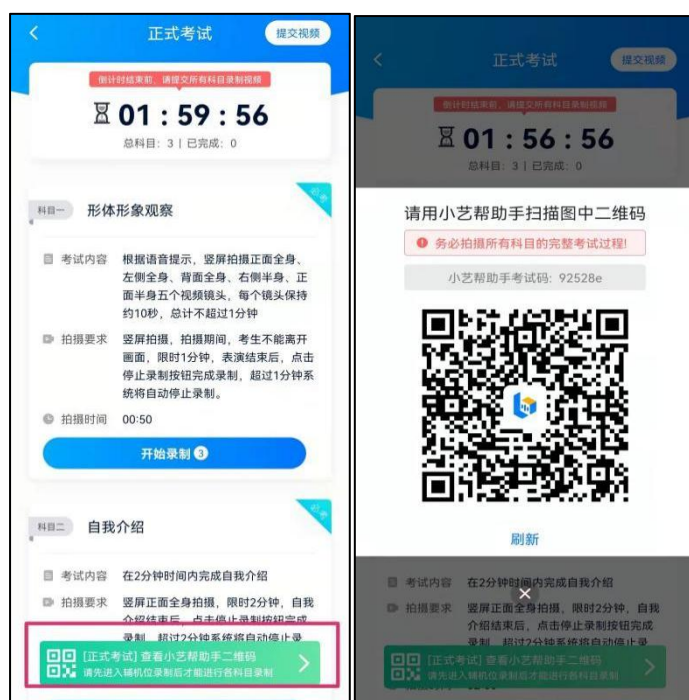 正式考试
提交视频
倒计时结束前，请提交所有科目录制视频
01：59：56
总科目：3 | 已完成：0
必考
科目一
形体形象观察
考试内容
根据语音提示，竖屏拍摄正面全身、
左侧全身、背面全身、右侧半身、正
面半身五个视频镜头，每个镜头保持
约10秒，总计不超过1分钟
拍摄要求
竖屏拍摄，拍摄期间，考生不能离开
画面，限时1分钟，表演结束后，点击
停止录制按钮完成录制，超过1分钟系
统将自动停止录制。
拍摄时间
00:50
开始录制 3
必考
科目二
自我介绍
考试内容
在2分钟时间内完成自我介绍
拍摄要求
竖屏正面全身拍摄，限时2分钟，自我
介绍结束后，点击停止录制按钮完成
录制，超过2分钟系统将自动停止录
[正式考试] 查看小艺帮助手二维码
请先进入辅机位录制后才能进行各科目录制
正式考试
提交视频
倒计时结束前，请提交所有科目录制视频
01：56：56
总科目：3 | 已完成：0
请用小艺帮助手扫描图中二维码
务必拍摄所有科目的完整考试过程!
小艺帮助手考试码: 92528e
刷新
考试内容
在2分钟时间内完成自我介绍
拍摄要求
竖屏正面全身拍摄，限时2分钟，自我
介绍结束后，点击停止录制按钮完成
录制，超过2分钟系统将自动停止录
[正式考试] 查看小艺帮助手二维码
请先进入辅机位录制后才能进行各科目录制